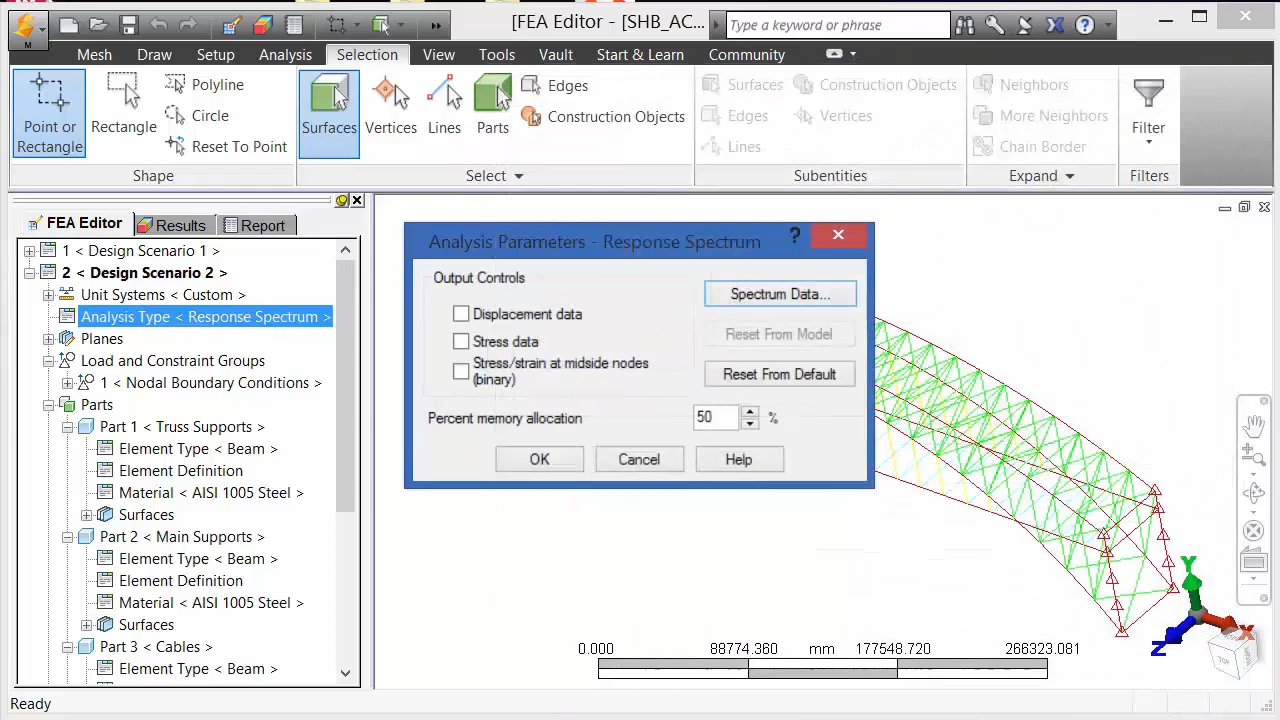 [FEA Editor - [SHB_AC...
Type a keyword or phrase
M
Mesh Draw Setup Analysis Selection View Tools Vault Start & Learn Community
Point or Rectangle
Rectangle
Polyline
Circle
Reset To Point
Shape
Surfaces
Vertices
Lines
Parts
Edges
Construction Objects
Select
Surfaces
Edges
Lines
Construction Objects
Vertices
Subentities
Neighbors
More Neighbors
Chain Border
Expand
Filter
Filters
FEA Editor Results Report
1 < Design Scenario 1 >
2 < Design Scenario 2 >
Unit Systems < Custom >
Analysis Type < Response Spectrum >
Planes
Load and Constraint Groups
1 < Nodal Boundary Conditions >
Parts
Part 1 < Truss Supports >
Element Type < Beam >
Element Definition
Material < AISI 1005 Steel >
Surfaces
Part 2 < Main Supports >
Element Type < Beam >
Element Definition
Material < AISI 1005 Steel >
Surfaces
Part 3 < Cables >
Element Type < Beam >
Analysis Parameters - Response Spectrum
?
Output Controls
Displacement data
Stress data
Stress/strain at midside nodes
(binary)
Spectrum Data...
Reset From Model
Reset From Default
Percent memory allocation 50 %
OK Cancel Help
0.000 88774.360 mm 177548.720 266323.081
Y
X
Z
TOP
Ready